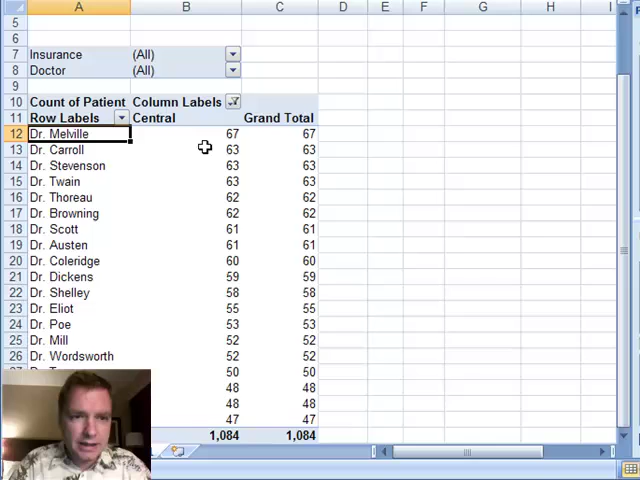 A B C D E F G H I
5
6
7 Insurance (All)
8 Doctor (All)
9
10 Count of Patient Column Labels
11 Row Labels Central Grand Total
12 Dr. Melville 67 67
13 Dr. Carroll 63 63
14 Dr. Stevenson 63 63
15 Dr. Twain 63 63
16 Dr. Thoreau 62 62
17 Dr. Browning 62 62
18 Dr. Scott 61 61
19 Dr. Austen 61 61
20 Dr. Coleridge 60 60
21 Dr. Dickens 59 59
22 Dr. Shelley 58 58
23 Dr. Eliot 55 55
24 Dr. Poe 53 53
25 Dr. Mill 52 52
26 Dr. Wordsworth 52 52
50 50
48 48
48 48
47 47
1,084 1,084